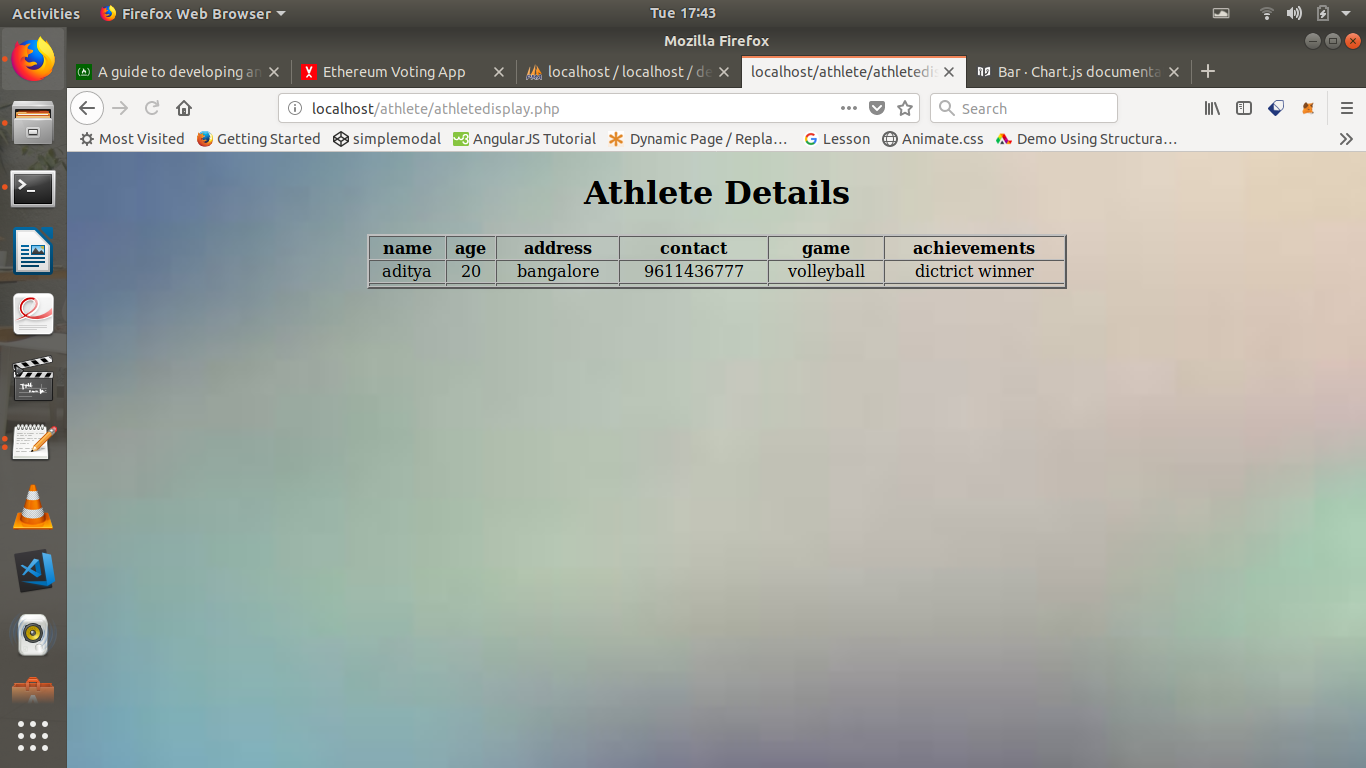 Activities Firefox Web Browser Tue 17:43
Mozilla Firefox
A guide to developing an Ethereum Voting App localhost / localhost / de localhost/athlete/athletedis Bar · Chart.js documenta
localhost/athlete/athletedisplay.php Search
Most Visited Getting Started simplemodal AngularJS Tutorial Dynamic Page / Repla... Lesson Animate.css Demo Using Structura...
Athlete Details
name age address contact game achievements
aditya 20 bangalore 9611436777 volleyball dictrict winner